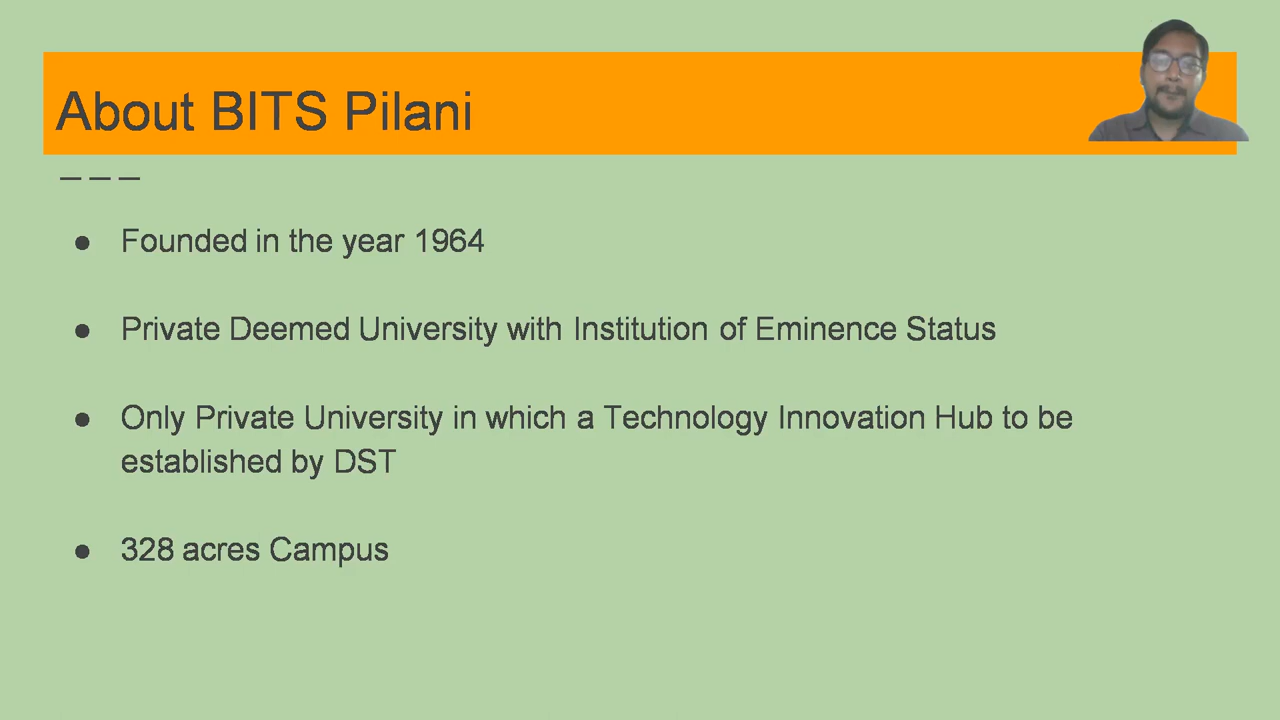 About BITS Pilani
● Founded in the year 1964
● Private Deemed University with Institution of Eminence Status
● Only Private University in which a Technology Innovation Hub to be
established by DST
● 328 acres Campus